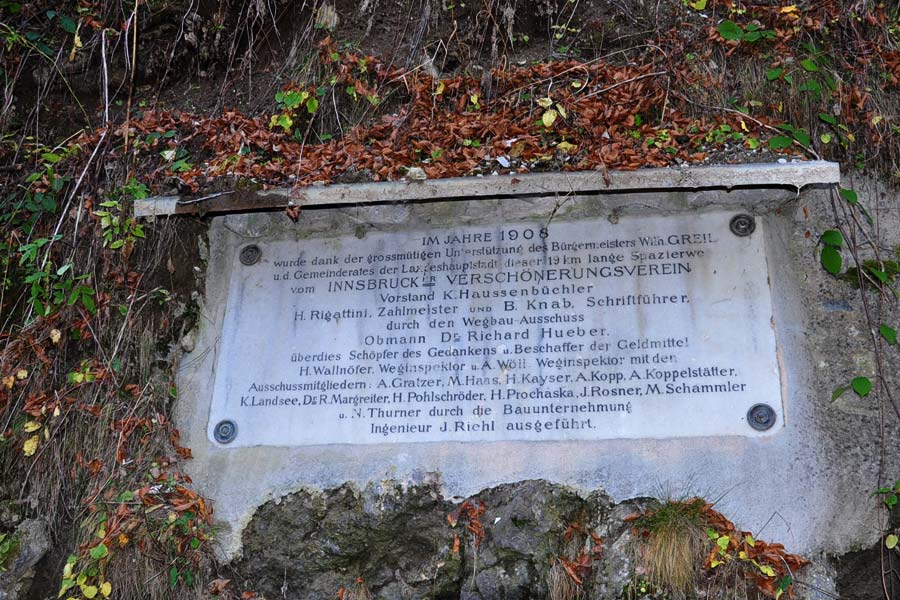 IM JAHRE 1908
wurde dank der grossmütigen Unterstützung des Bürgermeisters Wilh. GREIL
u.d. Gemeinderates der Landeshauptstadt dieser 19 km lange Spazierwe
vom INNSBRUCKER VERSCHÖNERUNGSVEREIN
Vorstand K. Haussenbüchler
H. Rigattini, Zahlmeister UND B. Knab, Schriftführer,
durch den Wegbau-Ausschuss
Obmann Dr. Richard Hueber,
überdies Schöpfer des Gedankens u. Beschaffer der Geldmittel
H. Wallnöfer, Weginspektor u. A. Wöll Weginspektor mit den
Ausschussmitgliedern: A. Gratzer, M. Haas, H. Kayser, A. Kopp, A. Koppelstätter,
K. Landsee, Dr. R. Margreiter, H. Pohlschröder, H. Prochaska, J. Rosner, M. Schammler
u. N. Thurner durch die Bauunternehmung
Ingenieur J. Riehl ausgeführt.